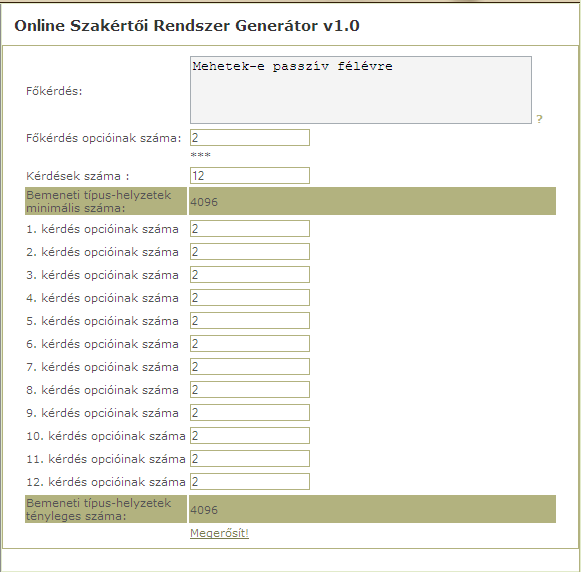 Online Szakértői Rendszer Generátor v1.0
Mehetek-e passzív félévre
Főkérdés:
?
Főkérdés opcióinak száma: 2
***
Kérdések száma : 12
Bemeneti típus-helyzetek
minimális száma: 4096
1. kérdés opcióinak száma 2
2. kérdés opcióinak száma 2
3. kérdés opcióinak száma 2
4. kérdés opcióinak száma 2
5. kérdés opcióinak száma 2
6. kérdés opcióinak száma 2
7. kérdés opcióinak száma 2
8. kérdés opcióinak száma 2
9. kérdés opcióinak száma 2
10. kérdés opcióinak száma 2
11. kérdés opcióinak száma 2
12. kérdés opcióinak száma 2
Bemeneti típus-helyzetek
tényleges száma: 4096
Megerősít!